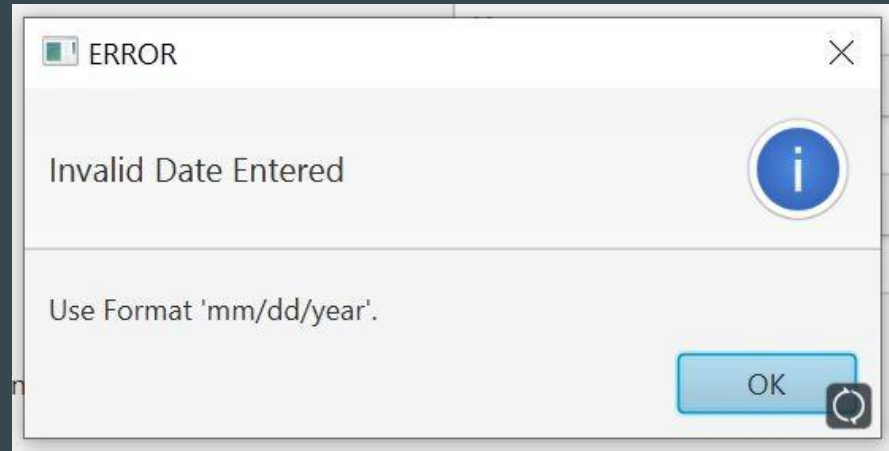 ERROR
Invalid Date Entered
i
Use Format 'mm/dd/year'.
n
OK